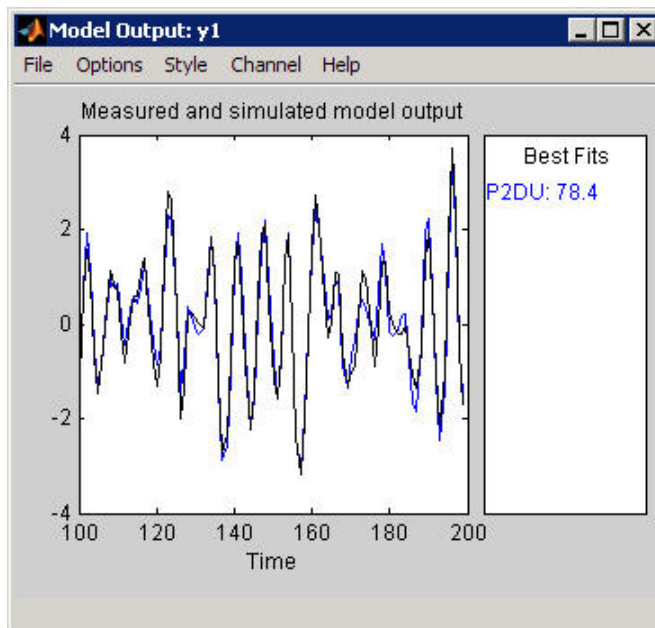 Model Output: y1
File Options Style Channel Help
Measured and simulated model output
Best Fits
P2DU: 78.4
4
2
0
-2
-4
100 120 140 160 180 200
Time